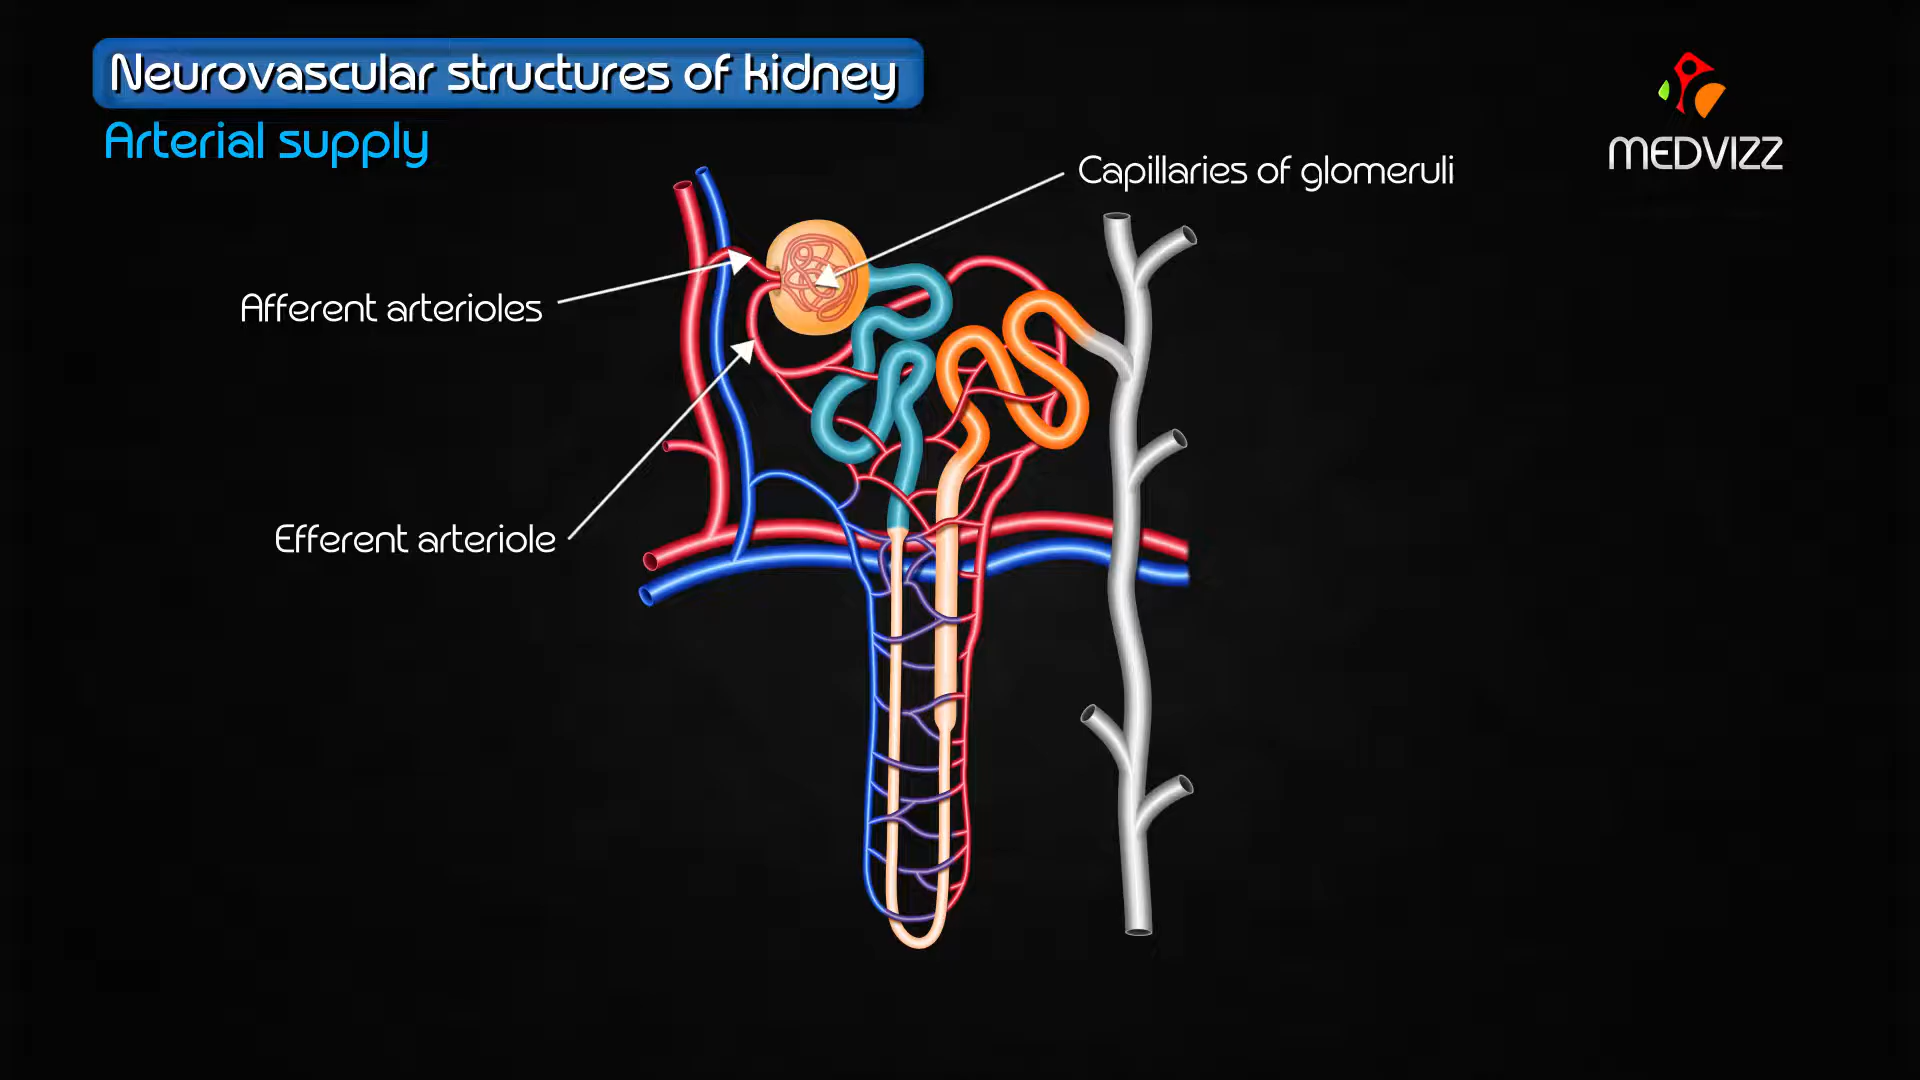 Neurovascular structures of kidney
Arterial supply
MEDVIZZ
Capillaries of glomeruli
Afferent arterioles
Efferent arteriole